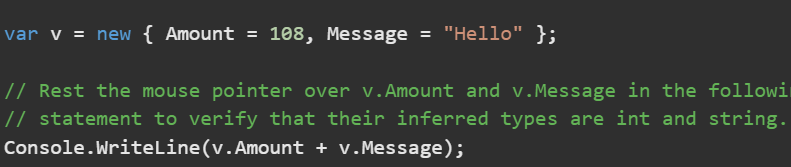 var v = new { Amount = 108, Message = "Hello" };
// Rest the mouse pointer over v.Amount and v.Message in the
// statement to verify that their inferred types are int and string.
Console.WriteLine(v.Amount + v.Message);